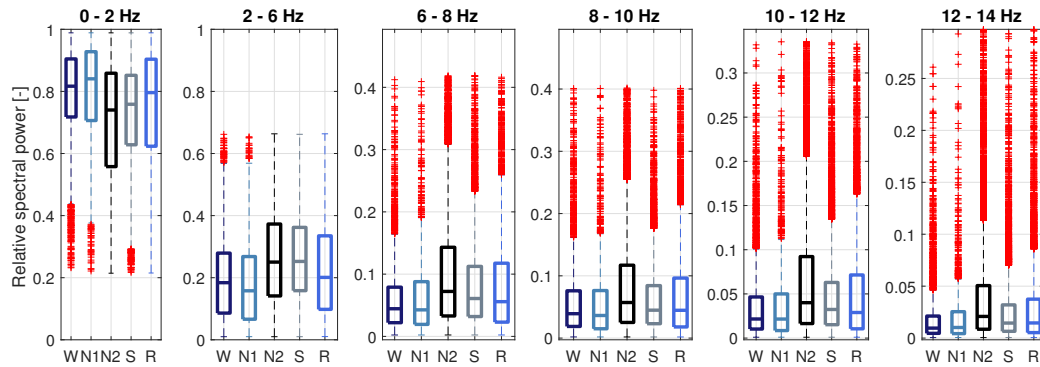 0 - 2 Hz
2 - 6 Hz
6 - 8 Hz
8 - 10 Hz
10 - 12 Hz
12 - 14 Hz
Relative spectral power [-]
1
0.8
0.6
0.4
0.2
0
W N1 N2 S R
1
0.8
0.6
0.4
0.2
0
W N1 N2 S R
0.4
0.3
0.2
0.1
0
W N1 N2 S R
0.4
0.3
0.2
0.1
0
W N1 N2 S R
0.3
0.25
0.2
0.15
0.1
0.05
0
W N1 N2 S R
0.25
0.2
0.15
0.1
0.05
0
W N1 N2 S R